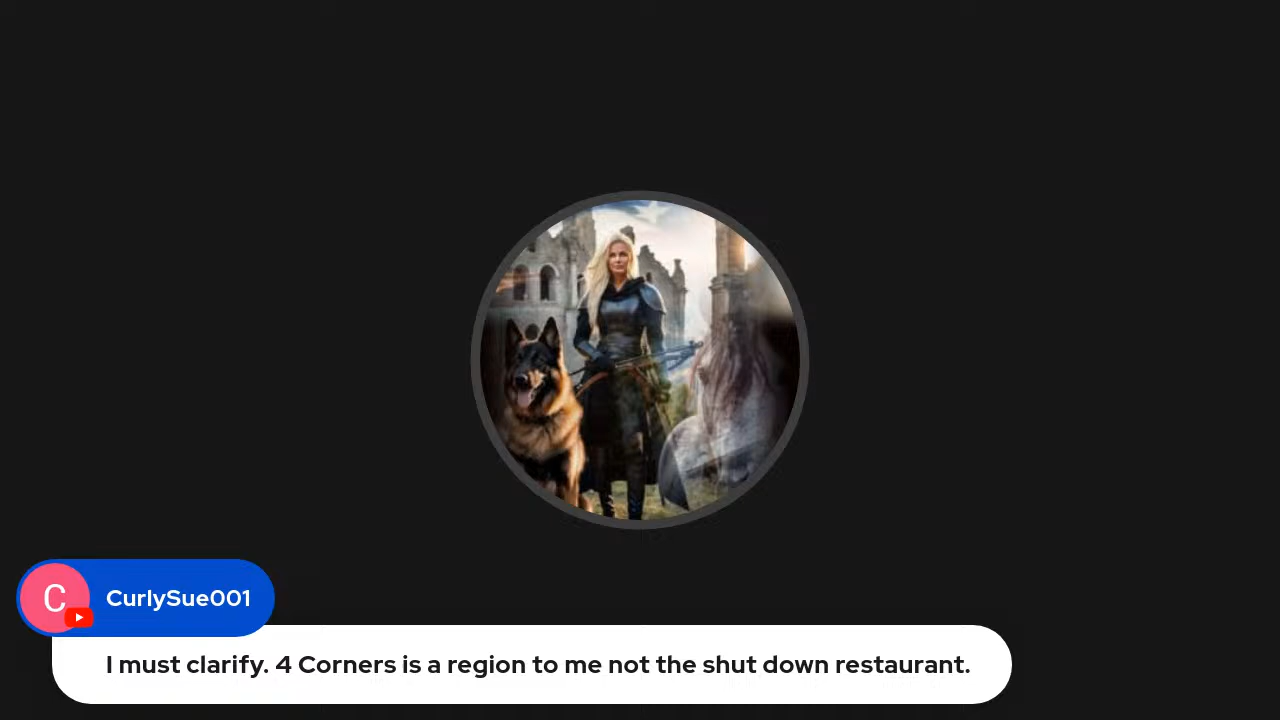 C
CurlySue001
I must clarify. 4 Corners is a region to me not the shut down restaurant.